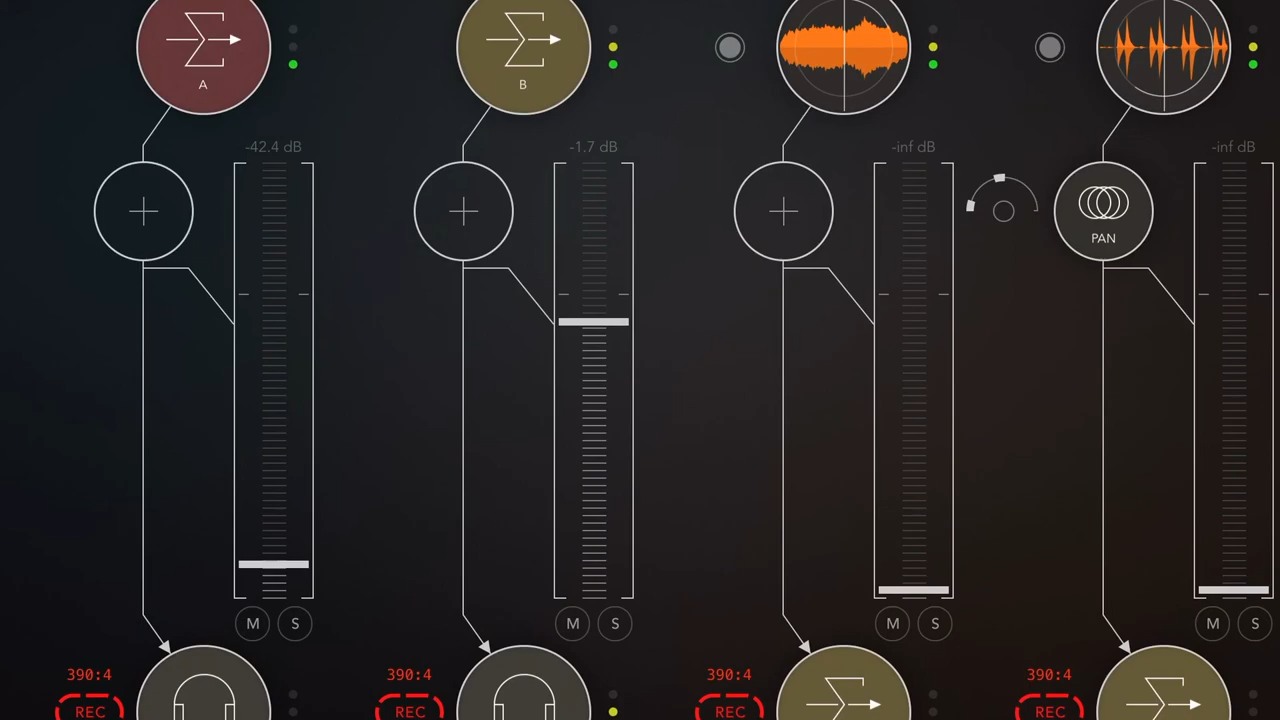 A
B
-42.4 dB
-1.7 dB
-inf dB
-inf dB
PAN
M S
M S
M S
M S
390:4
390:4
390:4
390:4
REC
REC
REC
REC